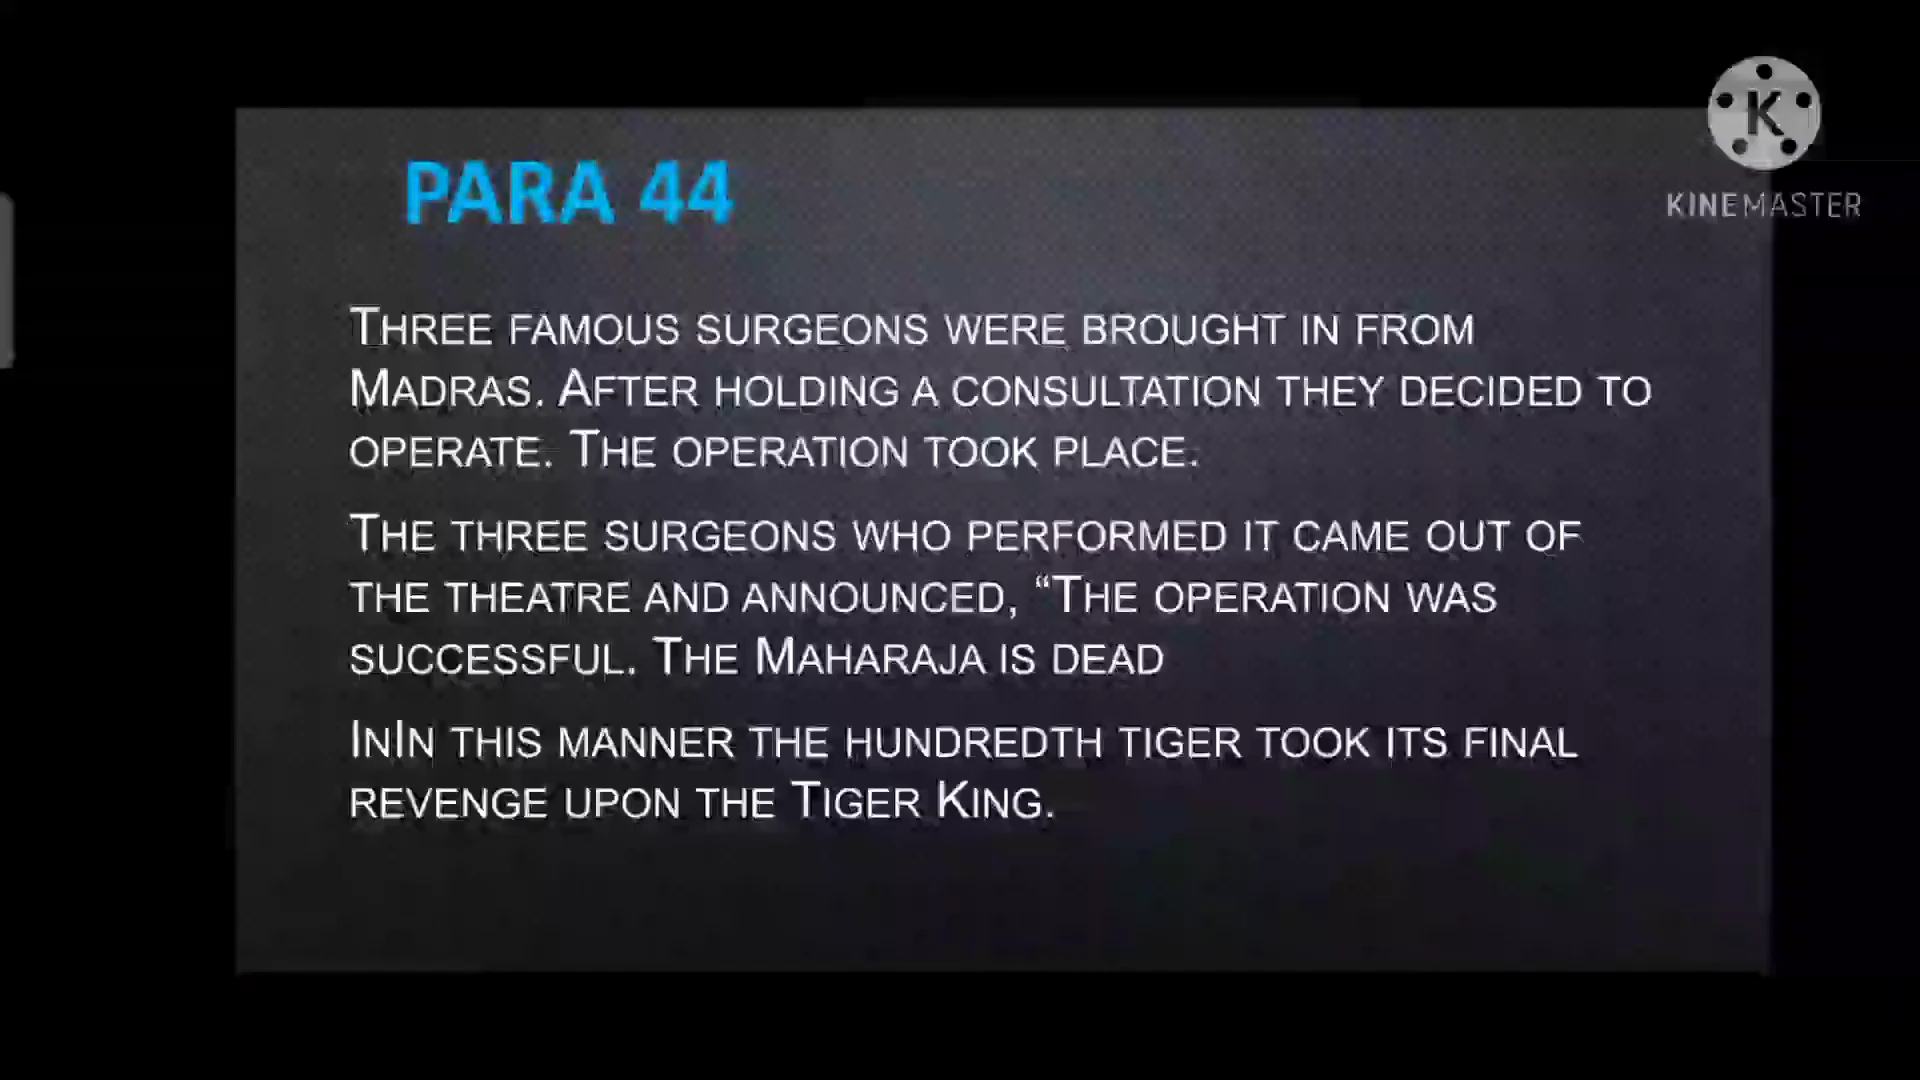 PARA 44
K
KINEMASTER
Three famous surgeons were brought in from
Madras. After holding a consultation they decided to
operate. The operation took place.
The three surgeons who performed it came out of
the theatre and announced, “The operation was
successful. The Maharaja is dead
InIn this manner the hundredth tiger took its final
revenge upon the Tiger King.